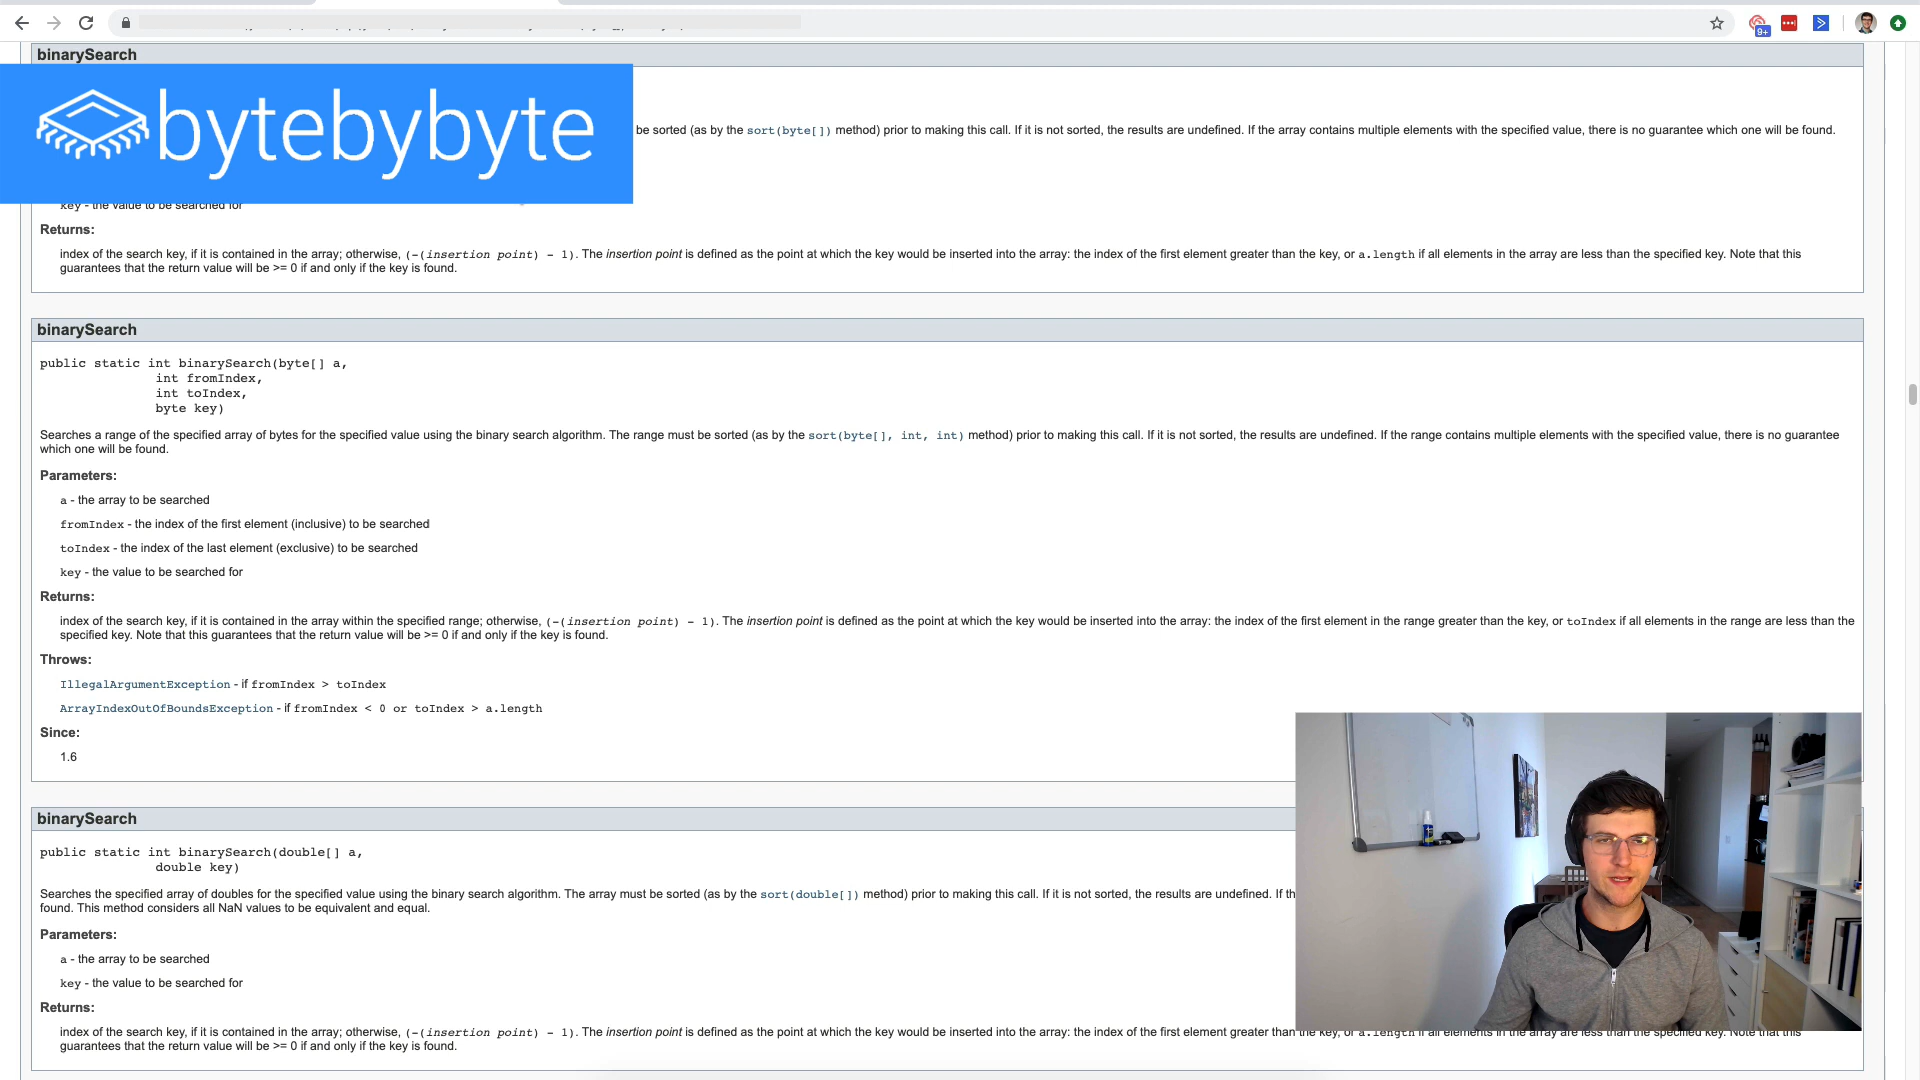 9+
binarySearch
bytebybyte
be sorted (as by the sort(byte[]) method) prior to making this call. If it is not sorted, the results are undefined. If the array contains multiple elements with the specified value, there is no guarantee which one will be found.
key - the value to be searched for
Returns:
index of the search key, if it is contained in the array; otherwise, (-(insertion point) - 1). The insertion point is defined as the point at which the key would be inserted into the array: the index of the first element greater than the key, or a.length if all elements in the array are less than the specified key. Note that this
guarantees that the return value will be >= 0 if and only if the key is found.
binarySearch
public static int binarySearch(byte[] a,
int fromIndex,
int toIndex,
byte key)
Searches a range of the specified array of bytes for the specified value using the binary search algorithm. The range must be sorted (as by the sort(byte[], int, int) method) prior to making this call. If it is not sorted, the results are undefined. If the range contains multiple elements with the specified value, there is no guarantee
which one will be found.
Parameters:
a - the array to be searched
fromIndex - the index of the first element (inclusive) to be searched
toIndex - the index of the last element (exclusive) to be searched
key - the value to be searched for
Returns:
index of the search key, if it is contained in the array within the specified range; otherwise, (-(insertion point) - 1). The insertion point is defined as the point at which the key would be inserted into the array: the index of the first element in the range greater than the key, or toIndex if all elements in the range are less than the
specified key. Note that this guarantees that the return value will be >= 0 if and only if the key is found.
Throws:
IllegalArgumentException - if fromIndex > toIndex
ArrayIndexOutOfBoundsException - if fromIndex < 0 or toIndex > a.length
Since:
1.6
binarySearch
public static int binarySearch(double[] a,
double key)
Searches the specified array of doubles for the specified value using the binary search algorithm. The array must be sorted (as by the sort(double[]) method) prior to making this call. If it is not sorted, the results are undefined. If th
found. This method considers all NaN values to be equivalent and equal.
Parameters:
a - the array to be searched
key - the value to be searched for
Returns:
index of the search key, if it is contained in the array; otherwise, (-(insertion point) - 1). The insertion point is defined as the point at which the key would be inserted into the array: the index of the first element greater than the key, or a.length if all elements in the array are less than the specified key. Note that this
guarantees that the return value will be >= 0 if and only if the key is found.